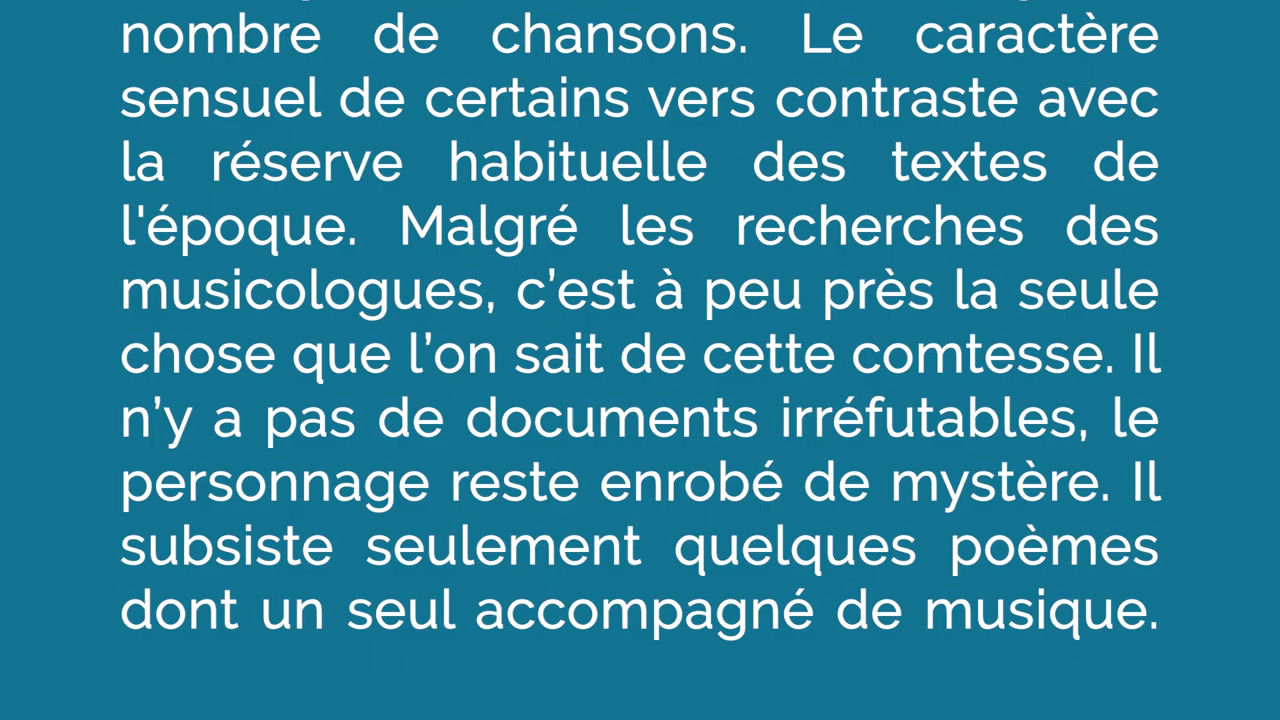 nombre de chansons. Le caractère
sensuel de certains vers contraste avec
la réserve habituelle des textes de
l'époque. Malgré les recherches des
musicologues, c’est à peu près la seule
chose que l’on sait de cette comtesse. Il
n’y a pas de documents irréfutables, le
personnage reste enrobé de mystère. Il
subsiste seulement quelques poèmes
dont un seul accompagné de musique.